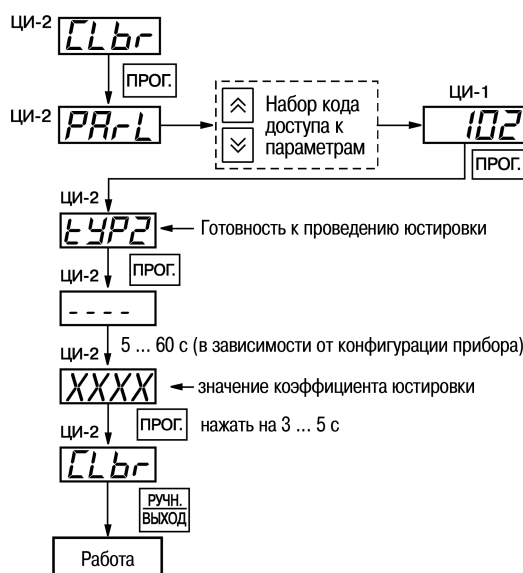 ЦИ-2 CLbr
ПРОГ.
ЦИ-2 PArL
Набор кода
доступа к
параметрам
ЦИ-1
102
ПРОГ.
ЦИ-2
tYP2
Готовность к проведению юстировки
ПРОГ.
ЦИ-2
- - - -
5 ... 60 с (в зависимости от конфигурации прибора)
ЦИ-2
XXXX
значение коэффициента юстировки
ПРОГ. нажать на 3 ... 5 с
ЦИ-2
CLbr
РУЧН.
ВЫХОД
Работа